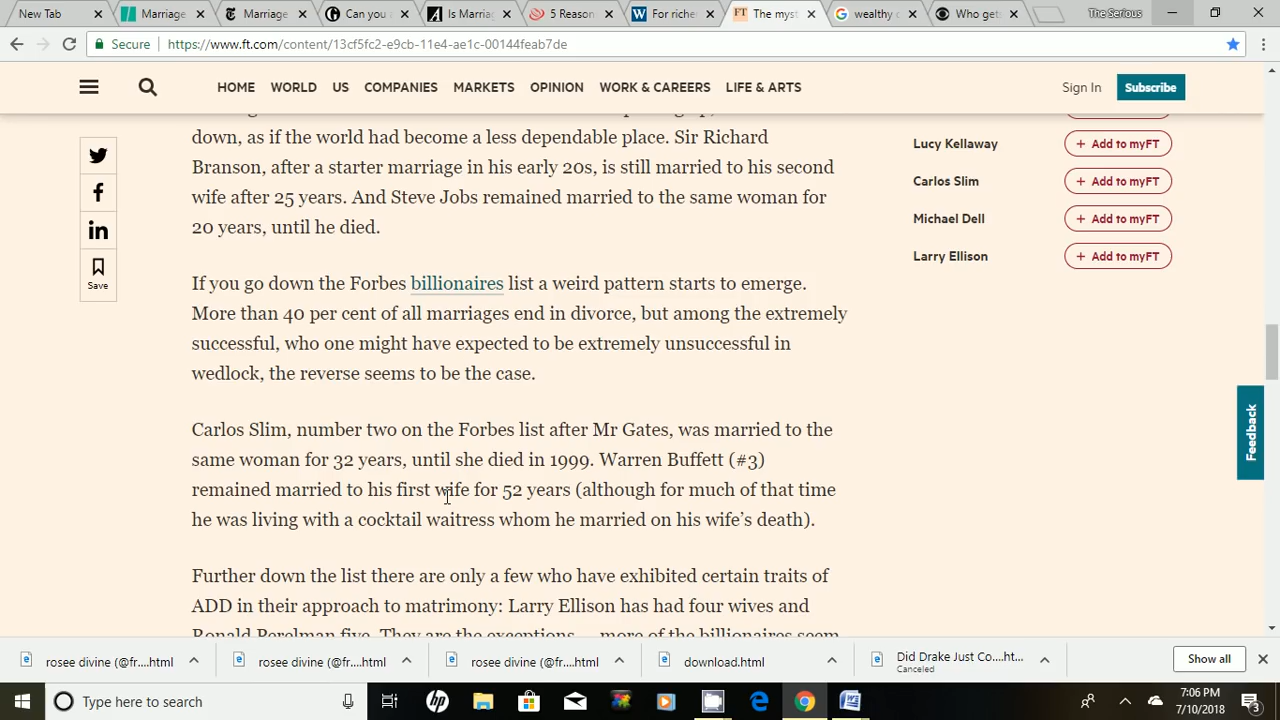 New Tab
Marriage
Marriage
Can you a
Is Marria
5 Reason
For riche
The myst
wealthy c
Who get
The Serious
Secure
https://www.ft.com/content/13cf5fc2-e9cb-11e4-ae1c-00144feab7de
HOME WORLD US COMPANIES MARKETS OPINION WORK & CAREERS LIFE & ARTS
Sign In
Subscribe
down, as if the world had become a less dependable place. Sir Richard
Branson, after a starter marriage in his early 20s, is still married to his second
wife after 25 years. And Steve Jobs remained married to the same woman for
20 years, until he died.
If you go down the Forbes billionaires list a weird pattern starts to emerge.
More than 40 per cent of all marriages end in divorce, but among the extremely
successful, who one might have expected to be extremely unsuccessful in
wedlock, the reverse seems to be the case.
Carlos Slim, number two on the Forbes list after Mr Gates, was married to the
same woman for 32 years, until she died in 1999. Warren Buffett (#3)
remained married to his first wife for 52 years (although for much of that time
he was living with a cocktail waitress whom he married on his wife’s death).
Further down the list there are only a few who have exhibited certain traits of
ADD in their approach to matrimony: Larry Ellison has had four wives and
Ronald Perelman five. They are the exceptions — more of the billionaires seem
Save
Lucy Kellaway
+ Add to myFT
Carlos Slim
+ Add to myFT
Michael Dell
+ Add to myFT
Larry Ellison
+ Add to myFT
Feedback
rosee divine (@fr....html
rosee divine (@fr....html
rosee divine (@fr....html
download.html
Did Drake Just Co....ht...
Canceled
Show all
Type here to search
7:06 PM
7/10/2018
3